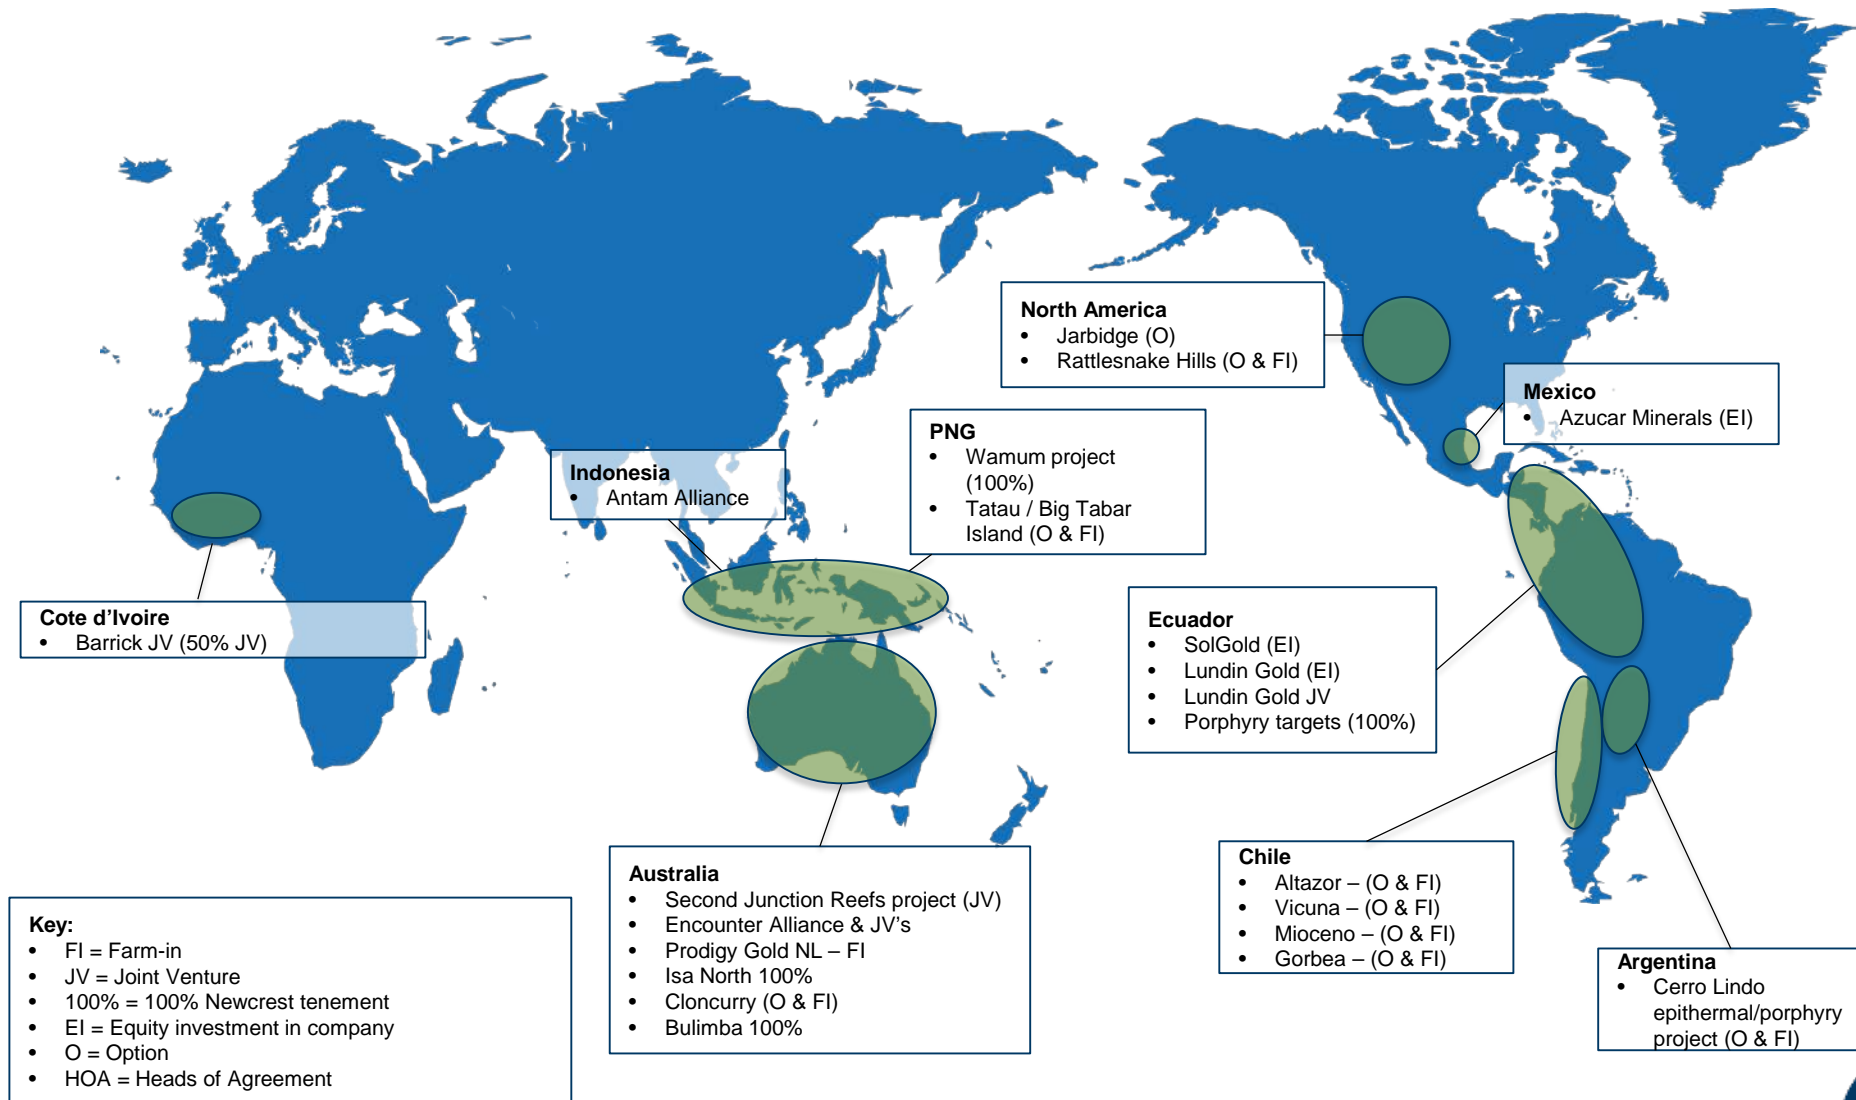 North America
• Jarbidge (O)
• Rattlesnake Hills (O & FI)
Mexico
• Azucar Minerals (EI)
PNG
• Wamum project
(100%)
• Tatau / Big Tabar
Island (O & FI)
Indonesia
• Antam Alliance
Cote d’Ivoire
• Barrick JV (50% JV)
Ecuador
• SolGold (EI)
• Lundin Gold (EI)
• Lundin Gold JV
• Porphyry targets (100%)
Australia
• Second Junction Reefs project (JV)
• Encounter Alliance & JV’s
• Prodigy Gold NL – FI
• Isa North 100%
• Cloncurry (O & FI)
• Bulimba 100%
Chile
• Altazor – (O & FI)
• Vicuna – (O & FI)
• Mioceno – (O & FI)
• Gorbea – (O & FI)
Argentina
• Cerro Lindo
epithermal/porphyry
project (O & FI)
Key:
• FI = Farm-in
• JV = Joint Venture
• 100% = 100% Newcrest tenement
• EI = Equity investment in company
• O = Option
• HOA = Heads of Agreement